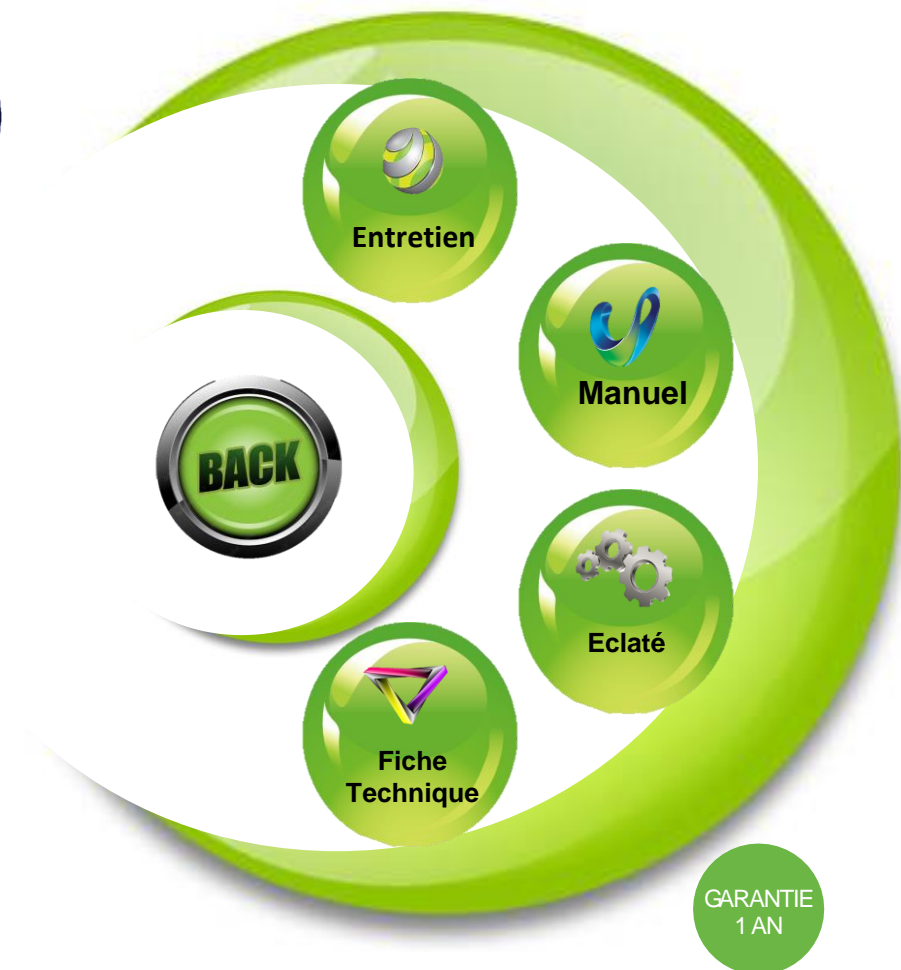 Entretien
Manuel
BACK
Eclaté
Fiche
Technique
GARANTIE
1 AN